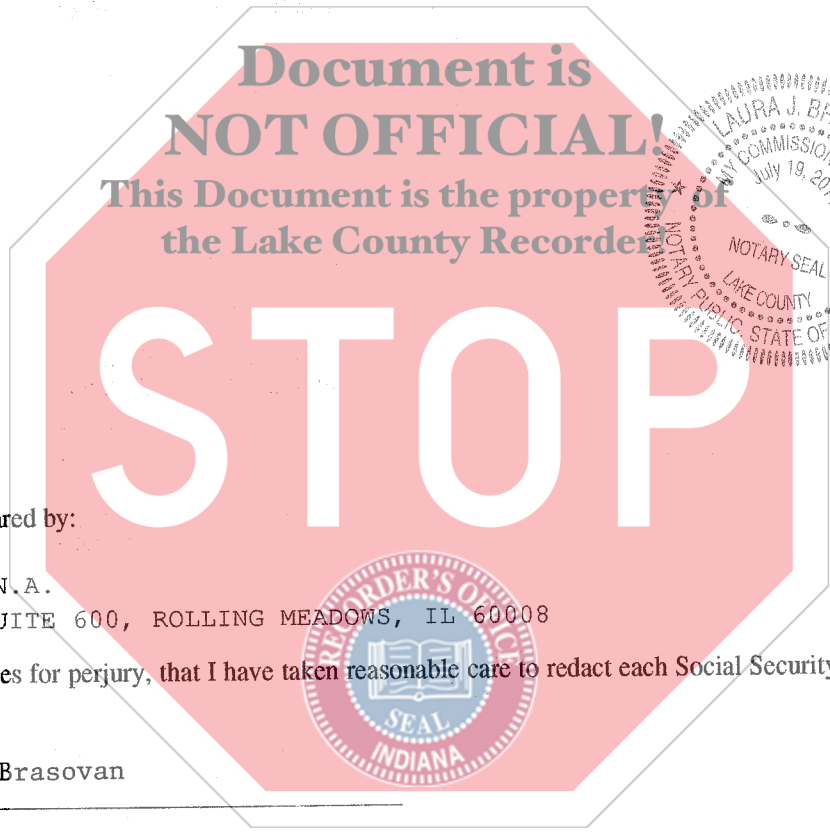 Document is
NOT OFFICIAL!
This Document is the property of
the Lake County Recorder!
LAURA J. BR
MY COMMISSION
July 19, 201
NOTARY SEAL
LAKE COUNTY
NOTARY PUBLIC, STATE OF
STOP
ared by:
N.A.
UITE 600, ROLLING MEADOWS, IL 60008
es for perjury, that I have taken reasonable care to redact each Social Security
RECORDER'S OFFICE
SEAL
INDIANA
Brasovan